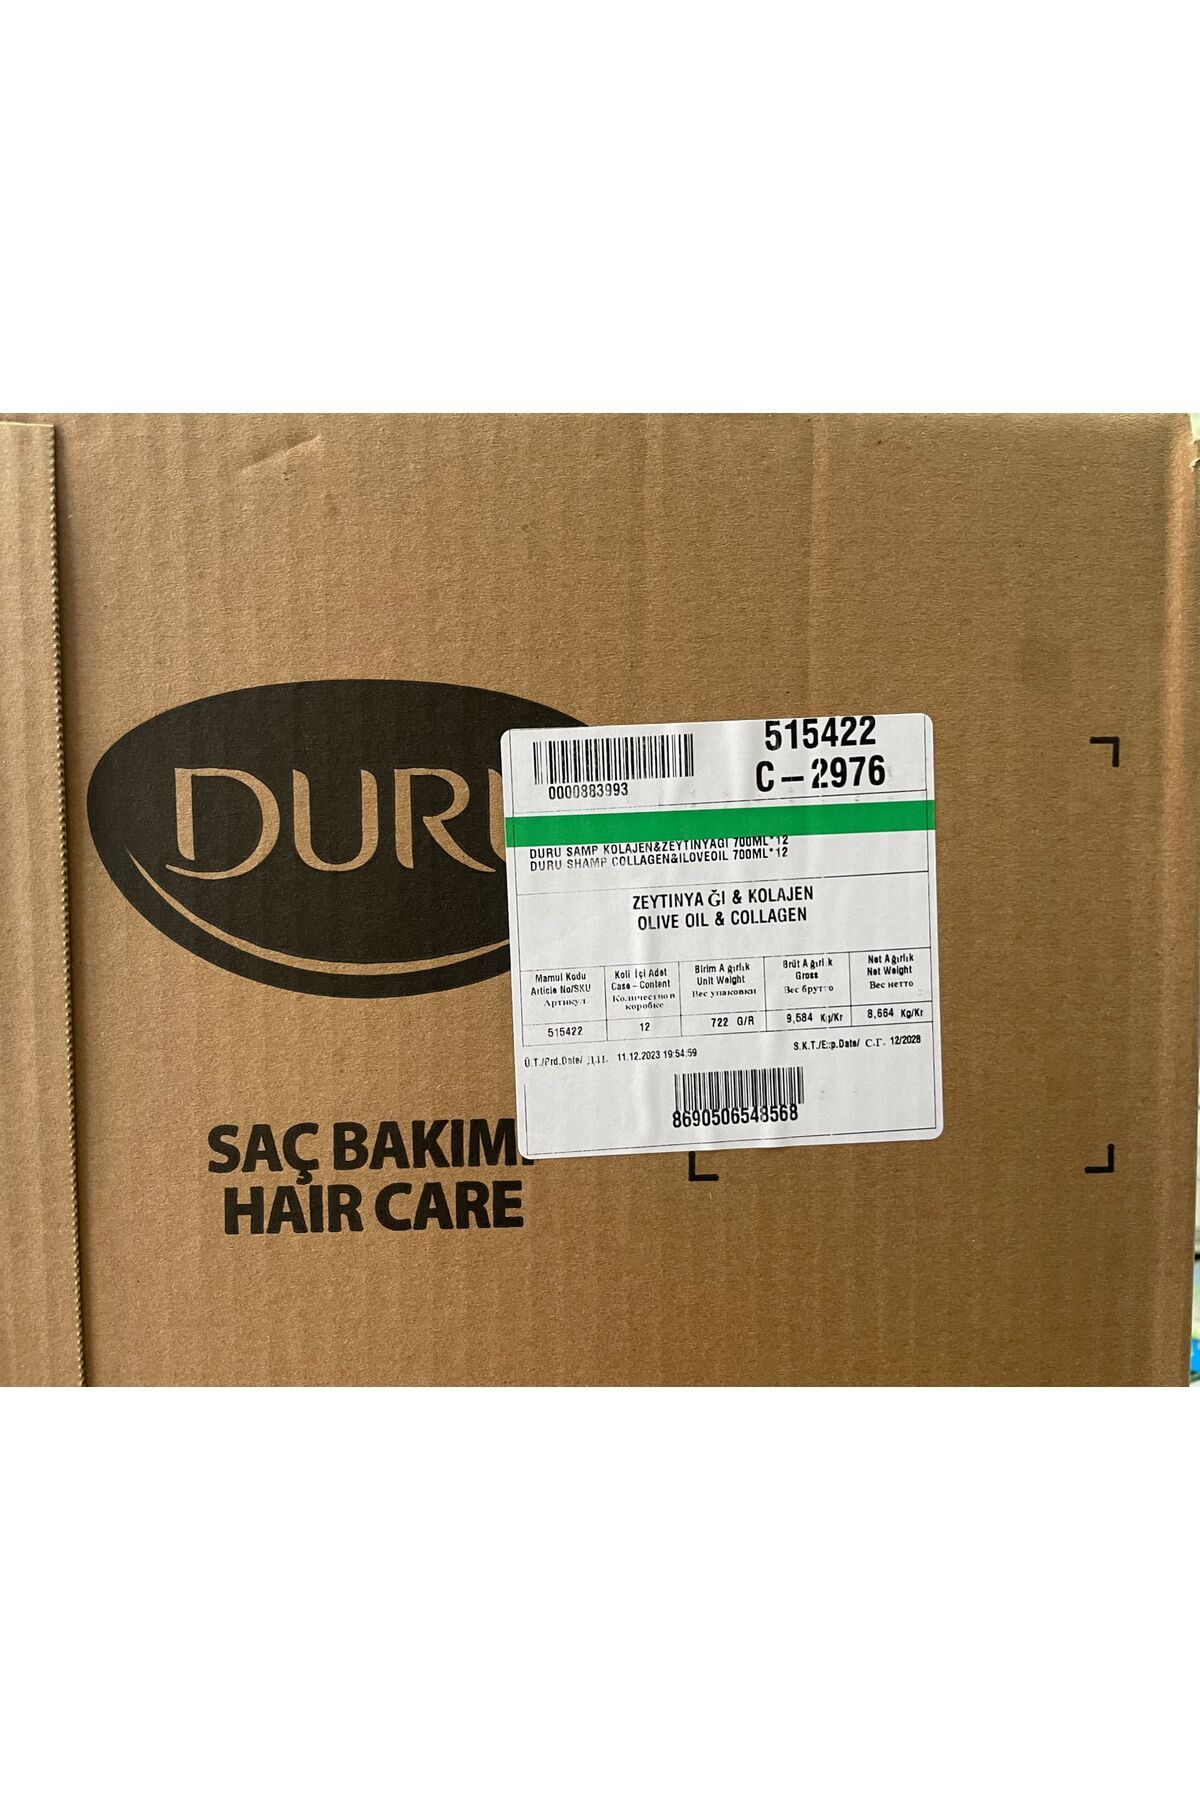 DURU
515422
C-2976
0000883993
DURU SAMP KOLAJEN&ZEYTINYAGI 700ML*12
DURU SHAMP COLLAGEN&ILOVEOIL 700ML*12
ZEYTINYA ĞI & KOLAJEN
OLIVE OIL & COLLAGEN
Mamul Kodu
Article No/SKU
Артикул
Koli İçi Adet
Case-Content
Количество в
коробке
Birim Ağırlık
Unit Weight
Вес упаковки
Brüt Ağırlık
Gross
Вес брутто
Net Ağırlık
Net Weight
Вес нетто
515422
12
722 G/R
9,584 Kg/Kr
8,664 Kg/Kr
Ü.T./Prd.Date/ Д.П. 11.12.2023 19:54:59
S.K.T./Exp.Date/ С.Г. 12/2028
8690506548568
SAÇ BAKIMI
HAIR CARE